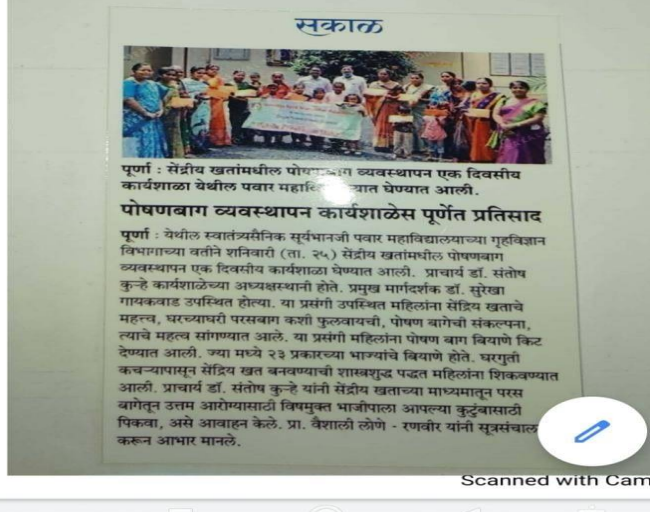 सकाळ
पूर्णा : सेंद्रीय खतांमधील व्यवस्थापन एक दिवसीय
कार्यशाळा येथील पवार घेण्यात आली.
पोषणबाग व्यवस्थापन कार्यशाळेस पूर्णेत प्रतिसाद
पूर्णा : येथील स्वातंत्र्यसैनिक सूर्यभानजी पवार महाविद्यालयाच्या गृहविज्ञान
विभागाच्या वतीने शनिवारी (ता. २५) सेंद्रीय खतांमधील पोषणबाग
व्यवस्थापन एक दिवसीय कार्यशाळा घेण्यात आली. प्राचार्य डॉ. संतोष
कुऱ्हे कार्यशाळेच्या अध्यक्षस्थानी होते. प्रमुख मार्गदर्शक डॉ. सुरेखा
गायकवाड उपस्थित होत्या. या प्रसंगी उपस्थित महिलांना सेंद्रिय खताचे
महत्त्व, घरच्याघरी परसबाग कशी फुलवायची, पोषण बागेची संकल्पना,
त्याचे महत्व सांगण्यात आले. या प्रसंगी महिलांना पोषण बाग बियाणे किट
देण्यात आली. ज्या मध्ये २३ प्रकारच्या भाज्यांचे बियाणे होते. घरगुती
कचऱ्यापासून सेंद्रिय खत बनवण्याची शास्त्रशुद्ध पद्धत महिलांना शिकवण्यात
आली. प्राचार्य डॉ. संतोष कुऱ्हे यांनी सेंद्रीय खताच्या माध्यमातून परस
बागेतून उत्तम आरोग्यासाठी विषमुक्त भाजीपाला आपल्या कुटुंबासाठी
पिकवा, असे आवाहन केले. प्रा. वैशाली लोणे - रणवीर यांनी सूत्रसंचाल
करून आभार मानले.
Scanned with Cam